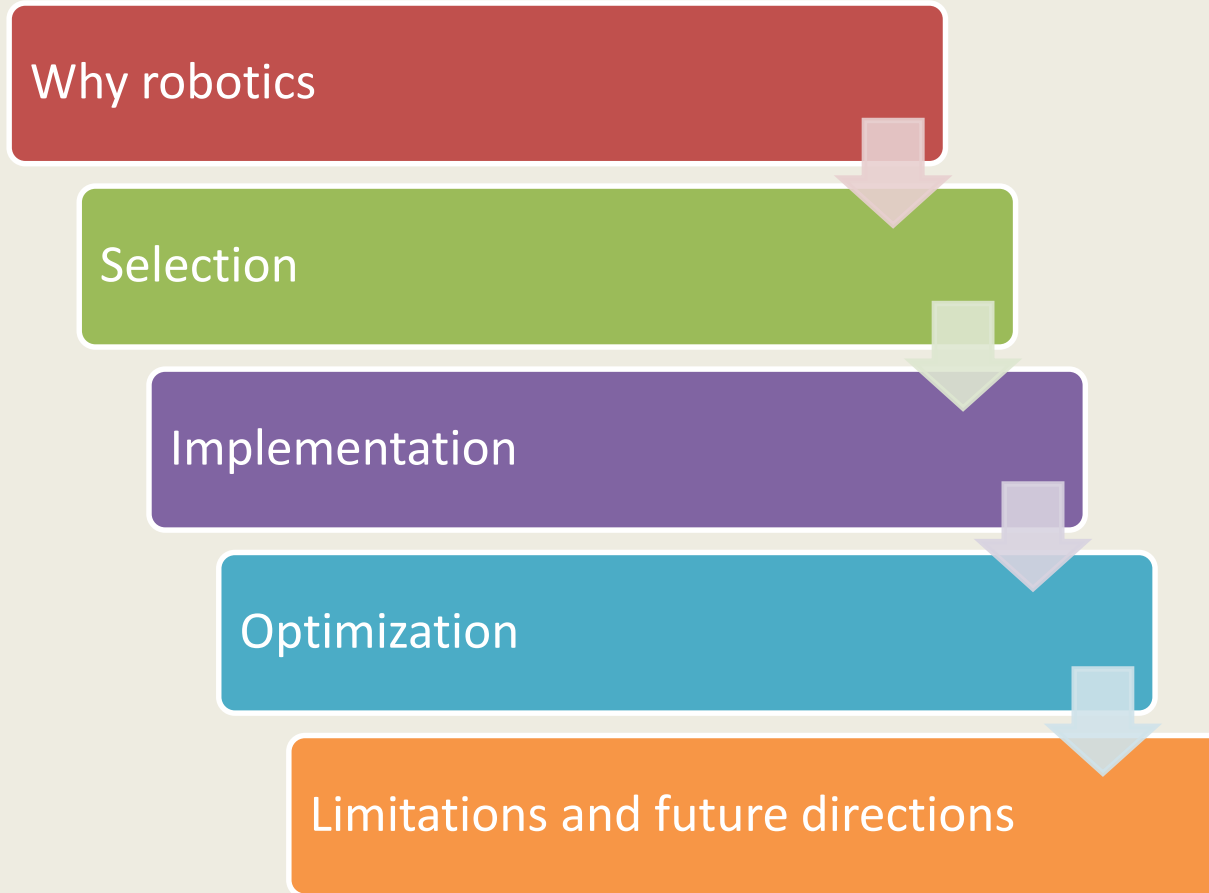 Why robotics
Selection
Implementation
Optimization
Limitations and future directions